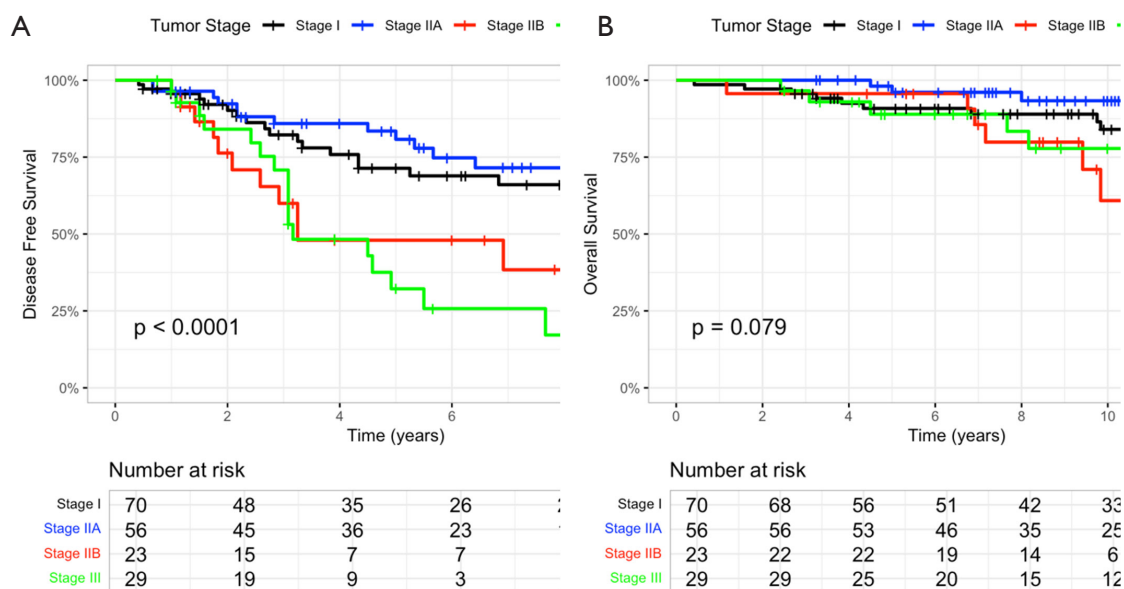 A
Tumor Stage Stage I Stage IIA Stage IIB
Disease Free Survival
100%
75%
50%
25%
0%
p < 0.0001
0 2 4 6
Time (years)
Number at risk
Stage I 70 48 35 26
Stage IIA 56 45 36 23
Stage IIB 23 15 7 7
Stage III 29 19 9 3
B
Tumor Stage Stage I Stage IIA Stage IIB
Overall Survival
100%
75%
50%
25%
0%
p = 0.079
0 2 4 6 8 10
Time (years)
Number at risk
Stage I 70 68 56 51 42 33
Stage IIA 56 56 53 46 35 25
Stage IIB 23 22 22 19 14 6
Stage III 29 29 25 20 15 12